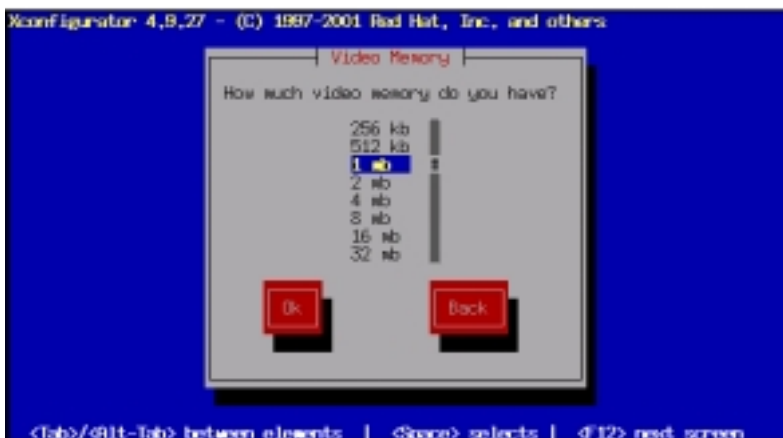 Xconfigurator 4.9.27 - (C) 1997-2001 Red Hat, Inc. and others
Video Memory
How much video memory do you have?
256 kb
512 kb
1 mb
2 mb
4 mb
8 mb
16 mb
32 mb
Ok
Back
<Tab>/<Alt-Tab> between elements | <Space> selects | <F12> next screen